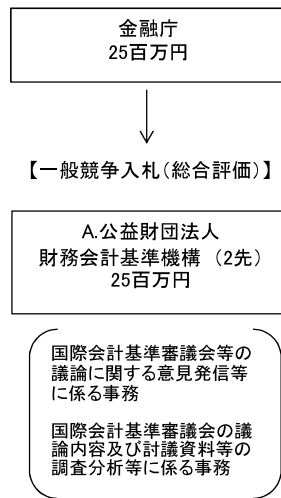 金融庁
25百万円
【一般競争入札(総合評価)】
A.公益財団法人
財務会計基準機構 (2先)
25百万円
国際会計基準審議会等の
議論に関する意見発信等
に係る事務
国際会計基準審議会の議
論内容及び討議資料等の
調査分析等に係る事務